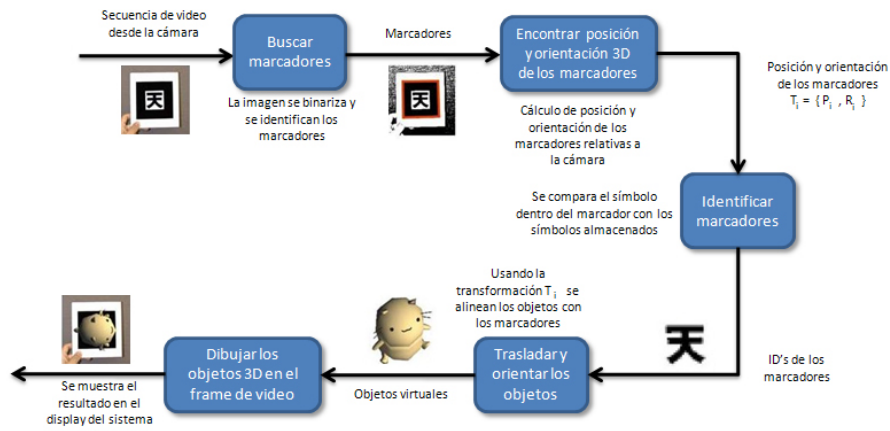 Secuencia de video
desde la cámara
Buscar
marcadores
La imagen se binariza y
se identifican los
marcadores
Marcadores
Encontrar posición
y orientación 3D
de los marcadores
Cálculo de posición y
orientación de los
marcadores relativas a
la cámara
Posición y orientación
de los marcadores
T i = { P i , R i }
Identificar
marcadores
Se compara el símbolo
dentro del marcador con los
símbolos almacenados
ID's de los
marcadores
天
Trasladar y
orientar los
objetos
Usando la
transformación T i se
alinean los objetos con
los marcadores
Objetos virtuales
Dibujar los
objetos 3D en el
frame de video
Se muestra el
resultado en el
display del sistema